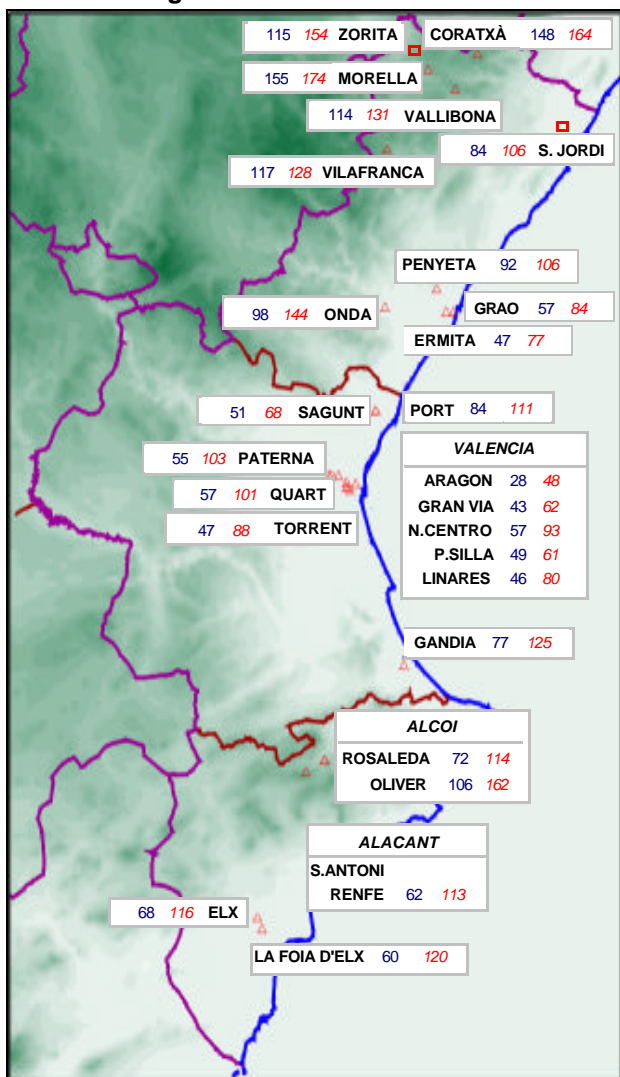 115 154 ZORITA
CORATXÀ 148 164
155 174 MORELLA
114 131 VALLIBONA
84 106 S. JORDI
117 128 VILAFRANCA
PENYETA 92 106
98 144 ONDA
GRAO 57 84
ERMITA 47 77
51 68 SAGUNT
PORT 84 111
55 103 PATERNA
57 101 QUART
47 88 TORRENT
VALENCIA
ARAGON 28 48
GRAN VIA 43 62
N.CENTRO 57 93
P.SILLA 49 61
LINARES 46 80
GANDIA 77 125
ALCOI
ROSALEDA 72 114
OLIVER 106 162
ALACANT
S.ANTONI
RENFE 62 113
68 116 ELX
LA FOIA D'ELX 60 120